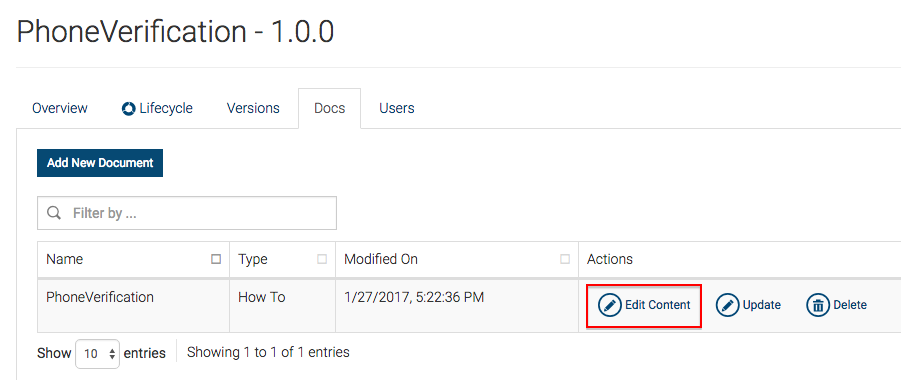 PhoneVerification - 1.0.0
Overview Lifecycle Versions Docs Users
Add New Document
Filter by ...
Name Type Modified On Actions
PhoneVerification How To 1/27/2017, 5:22:36 PM Edit Content Update Delete
Show 10 entries Showing 1 to 1 of 1 entries